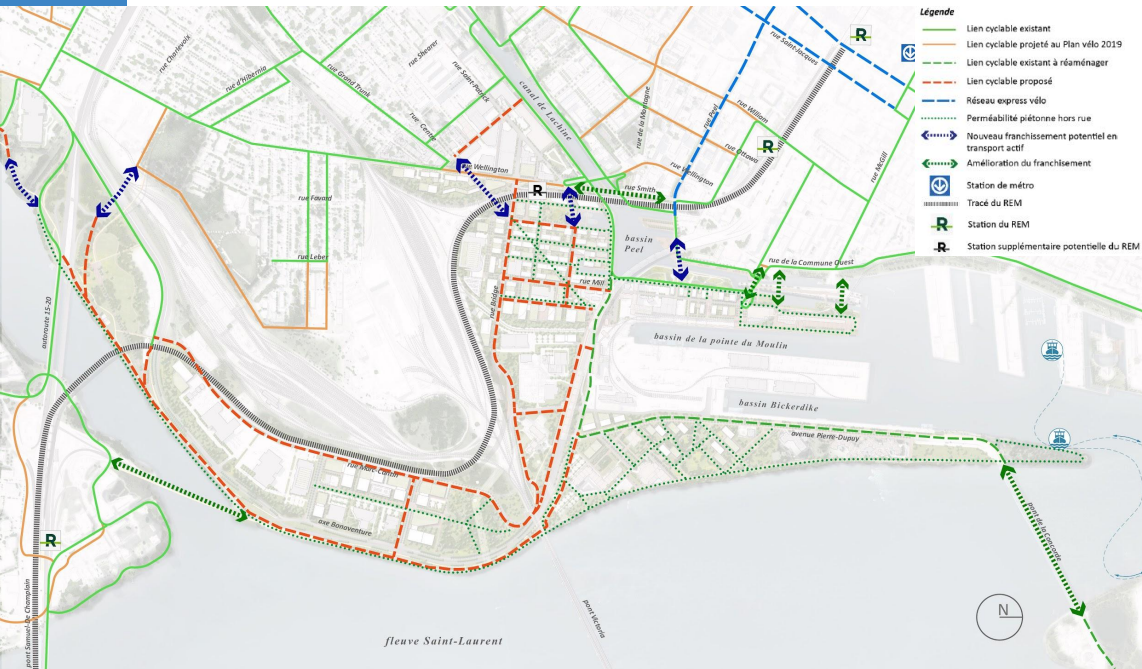 Légende
Lien cyclable existant
Lien cyclable projeté au Plan vélo 2019
Lien cyclable existant à réaménager
Lien cyclable proposé
Réseau express vélo
Perméabilité piétonne hors rue
Nouveau franchissement potentiel en
transport actif
Amélioration du franchissement
Station de métro
Tracé du REM
R
Station du REM
R
Station supplémentaire potentielle du REM
R
rue Saint-Jacques
rue Charlevoix
rue Shearer
rue d'Hibernia
rue Grand Trunk
rue Saint-Patrick
canal de Lachine
rue de la Montagne
rue Peel
rue William
rue Centre
rue Ottawa
R
rue McGill
rue Wellington
rue Wellington
R
rue Smith
rue Favard
bassin
Peel
rue Leber
rue de la Commune Ouest
rue Mill
rue Bridge
autoroute 15-20
bassin de la pointe du Moulin
bassin Bickerdike
avenue Pierre-Dupuy
rue Marc-Cantin
axe Bonaventure
pont de la Concorde
R
pont Samuel-De Champlain
pont Victoria
fleuve Saint-Laurent
N